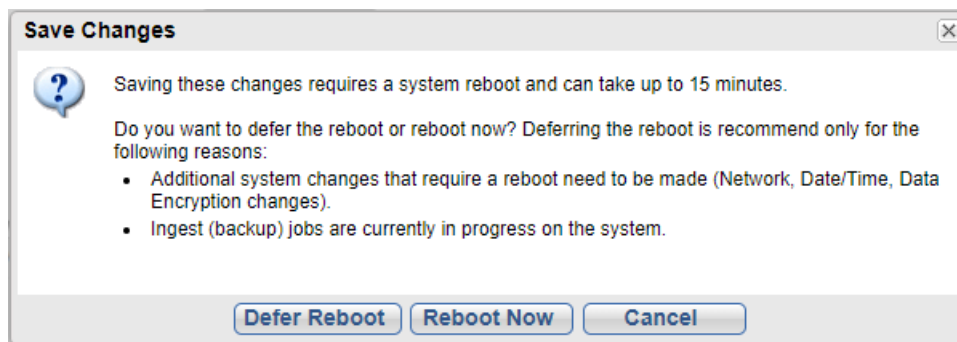 Save Changes
Saving these changes requires a system reboot and can take up to 15 minutes.
Do you want to defer the reboot or reboot now? Deferring the reboot is recommend only for the
following reasons:
• Additional system changes that require a reboot need to be made (Network, Date/Time, Data
Encryption changes).
• Ingest (backup) jobs are currently in progress on the system.
Defer Reboot Reboot Now Cancel